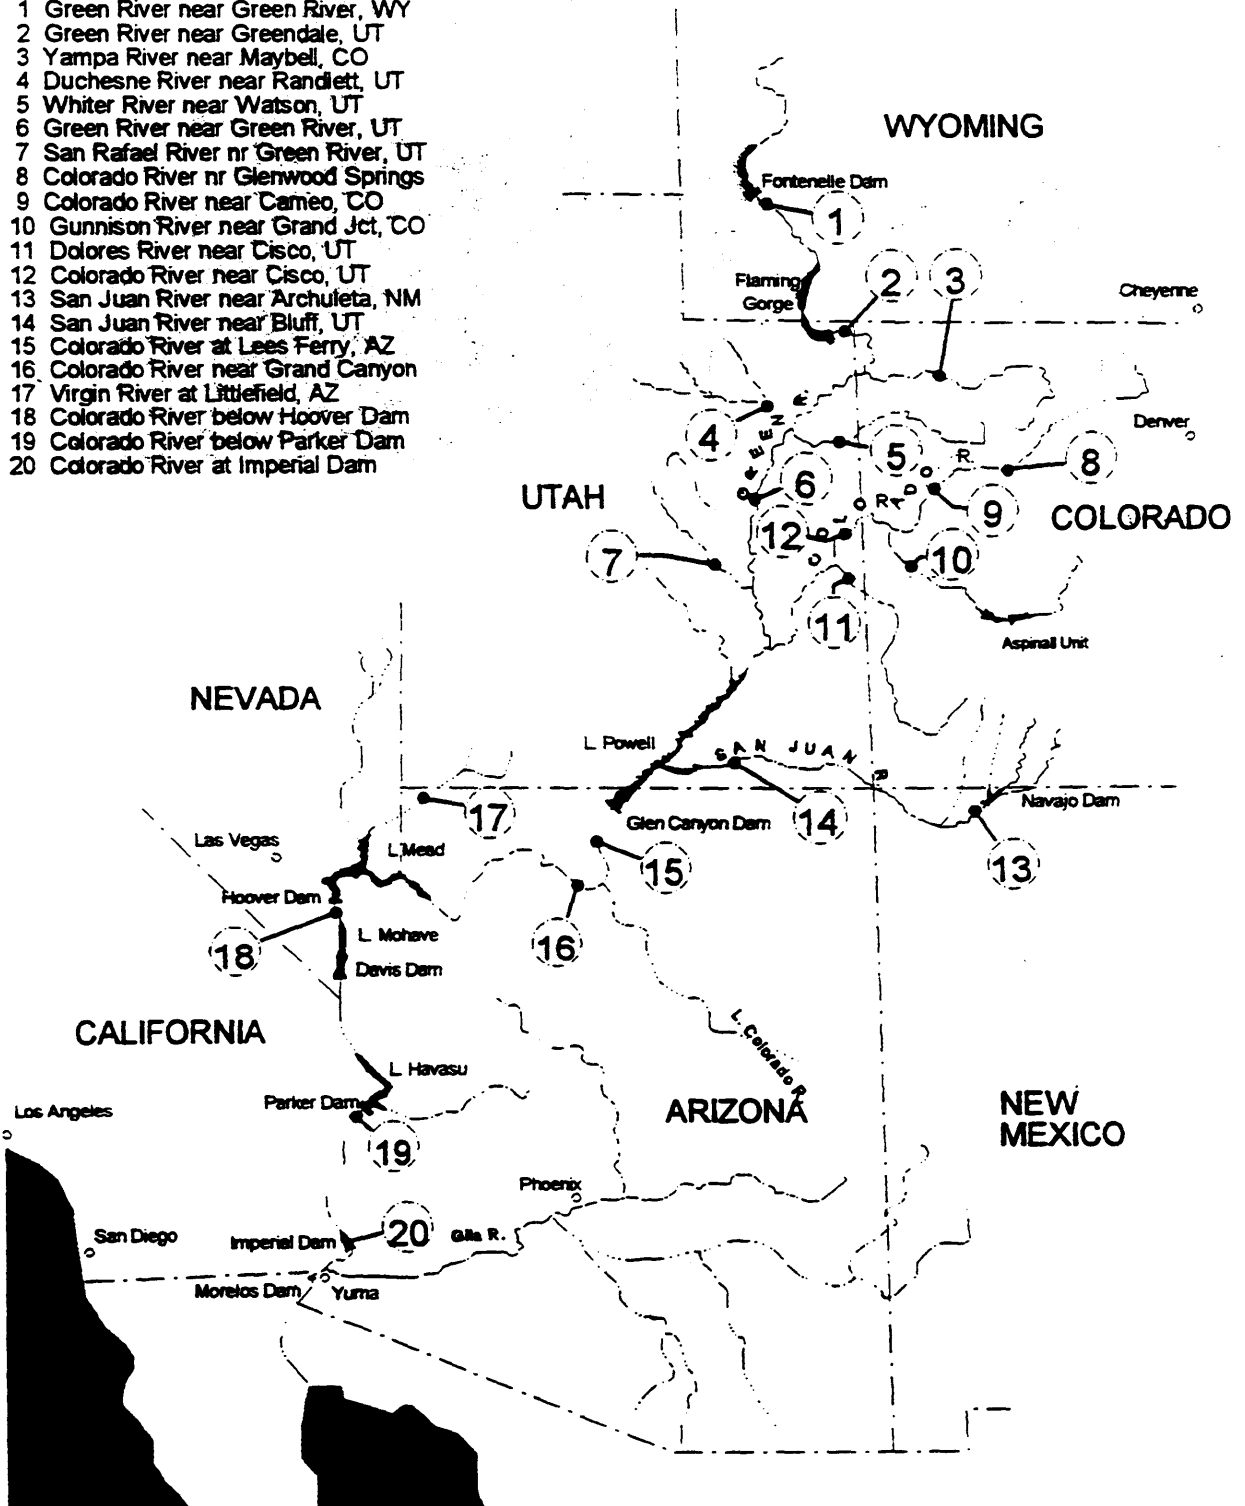 1 Green River near Green River, WY
2 Green River near Greendale, UT
3 Yampa River near Maybell, CO
4 Duchesne River near Randlett, UT
5 Whiter River near Watson, UT
6 Green River near Green River, UT
7 San Rafael River nr Green River, UT
8 Colorado River nr Glenwood Springs
9 Colorado River near Cameo, CO
10 Gunnison River near Grand Jct, CO
11 Dolores River near Cisco, UT
12 Colorado River near Cisco, UT
13 San Juan River near Archuleta, NM
14 San Juan River near Bluff, UT
15 Colorado River at Lees Ferry, AZ
16 Colorado River near Grand Canyon
17 Virgin River at Littlefield, AZ
18 Colorado River below Hoover Dam
19 Colorado River below Parker Dam
20 Colorado River at Imperial Dam
WYOMING
Fontenelle Dam
1
Flaming
Gorge
2
3
Cheyenne
GREEN R.
4
5
Denver
8
6
UTAH
COLORADO R.
9
COLORADO
12
7
10
11
Aspinall Unit
NEVADA
L. Powell
SAN JUAN R
Navajo Dam
17
Glen Canyon Dam
14
Las Vegas
L. Mead
15
13
Hoover Dam
L. Mohave
16
18
Davis Dam
CALIFORNIA
L. Colorado R.
L. Havasu
Parker Dam
Los Angeles
ARIZONA
NEW
MEXICO
19
Phoenix
San Diego
Imperial Dam
20
Gila R.
Morelos Dam
Yuma